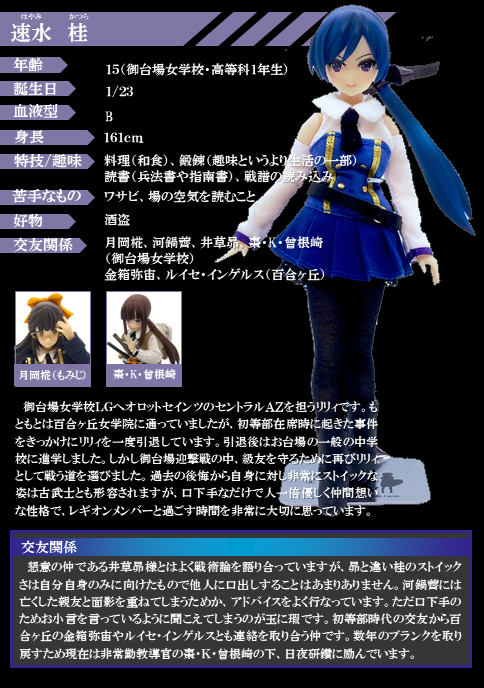 はやみ かつら
速水 桂
年齢 15(御台場女学校・高等科1年生)
誕生日 1/23
血液型 B
身長 161cm
特技/趣味 料理(和食)、鍛錬(趣味というより生活の一部)
読書(兵法書や指南書)、戦譜の読み込み
苦手なもの ワサビ、場の空気を読むこと
好物 酒盗
交友関係 月岡椛、河鍋蕾、井草昴、棗・K・曾根崎
(御台場女学校)
金箱弥宙、ルイセ・インゲルス(百合ヶ丘)
月岡椛(もみじ) 棗・K・曾根崎
御台場女学校LGヘオロットセインツのセントラルAZを担うリリィです。も
ともとは百合ヶ丘女学院に通っていましたが、初等部在席時に起きた事件
をきっかけにリリィを一度引退しています。引退後はお台場の一般の中学
校に進学しました。しかし御台場迎撃戦の中、級友を守るために再びリリィ
として戦う道を選びました。過去の後悔から自身に対し非常にストイックな
姿は古武士とも形容されますが、口下手なだけで人一倍優しく仲間想い
な性格で、レギオンメンバーと過ごす時間を非常に大切に思っています。
交友関係
懇意の仲である井草昴様とはよく戦術論を語り合っていますが、昴と違い桂のストイック
さは自分自身のみに向けたもので他人に口出しすることはあまりありません。河鍋蕾には
亡くした親友と面影を重ねてしまうためか、アドバイスをよく行なっています。ただ口下手の
ためお小言を言っているように聞こえてしまうのが玉に瑕です。初等部時代の交友から百
合ヶ丘の金箱弥宙やルイセ・インゲルスとも連絡を取り合う仲です。数年のブランクを取り
戻すため現在は非常勤教導官の棗・K・曾根崎の下、日夜研鑽に励んでいます。